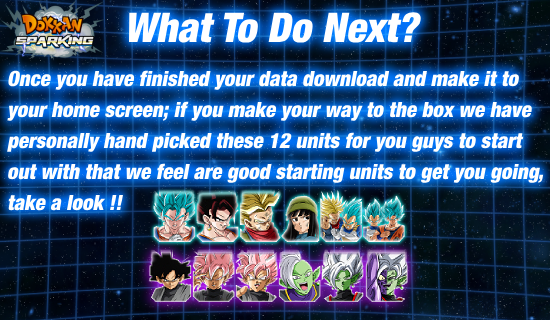 DOKKAN
SPARKING
What To Do Next?
Once you have finished your data download and make it to
your home screen; if you make your way to the box we have
personally hand picked these 12 units for you guys to start
out with that we feel are good starting units to get you going,
take a look !!